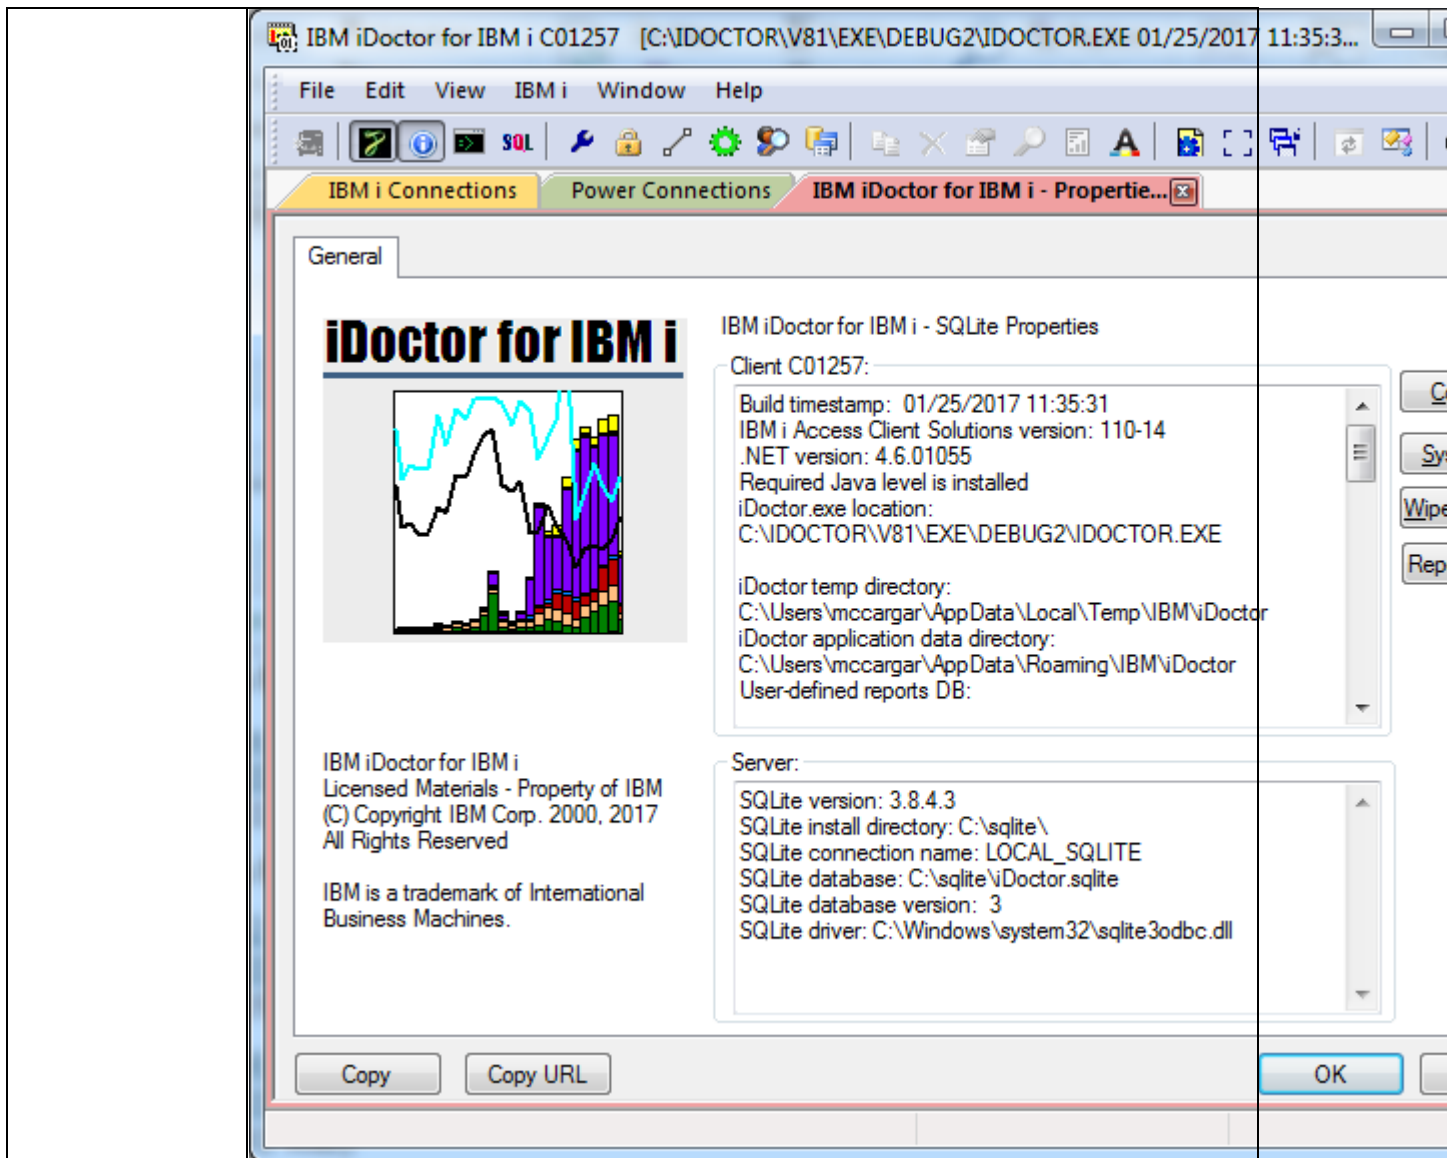 IBM iDoctor for IBM i C01257 [C:\IDOCTOR\V81\EXE\DEBUG2\IDOCTOR.EXE 01/25/2017 11:35:3...
File Edit View IBM i Window Help
SQL
IBM i Connections Power Connections IBM iDoctor for IBM i - Propertie...
General
iDoctor for IBM i
IBM iDoctor for IBM i - SQLite Properties
Client C01257:
Build timestamp: 01/25/2017 11:35:31
IBM i Access Client Solutions version: 110-14
.NET version: 4.6.01055
Required Java level is installed
iDoctor.exe location:
C:\IDOCTOR\V81\EXE\DEBUG2\IDOCTOR.EXE
iDoctor temp directory:
C:\Users\mccargar\AppData\Local\Temp\IBM\iDoctor
iDoctor application data directory:
C:\Users\mccargar\AppData\Roaming\IBM\iDoctor
User-defined reports DB:
Sys
Wipe
Rep
IBM iDoctor for IBM i
Licensed Materials - Property of IBM
(C) Copyright IBM Corp. 2000, 2017
All Rights Reserved
IBM is a trademark of International
Business Machines.
Server:
SQLite version: 3.8.4.3
SQLite install directory: C:\sqlite\
SQLite connection name: LOCAL_SQLITE
SQLite database: C:\sqlite\iDoctor.sqlite
SQLite database version: 3
SQLite driver: C:\Windows\system32\sqlite3odbc.dll
Copy Copy URL OK